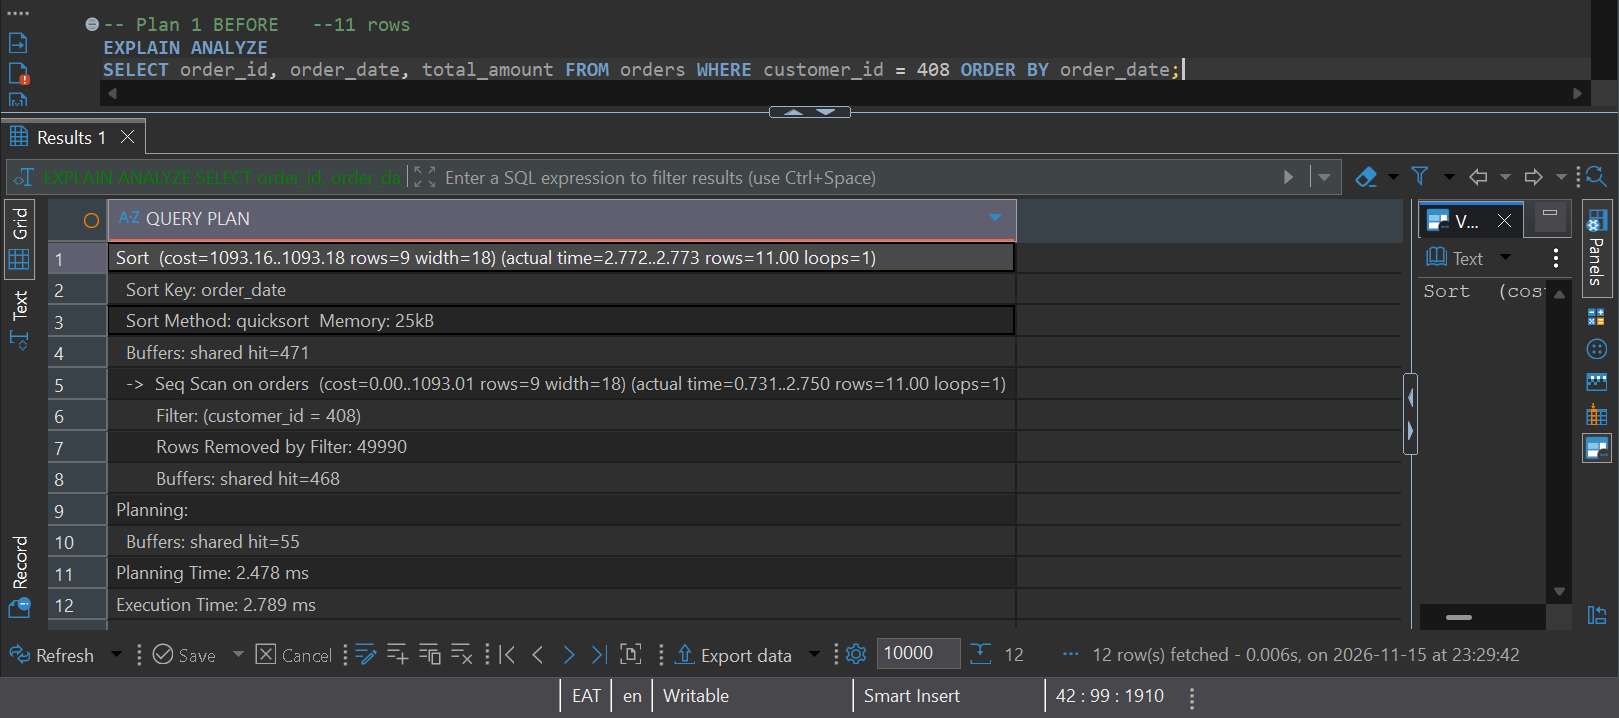 -- Plan 1 BEFORE   --11 rows
EXPLAIN ANALYZE
SELECT order_id, order_date, total_amount FROM orders WHERE customer_id = 408 ORDER BY order_date;
Results 1
EXPLAIN ANALYZE SELECT order_id, order_da
Enter a SQL expression to filter results (use Ctrl+Space)
Grid
Text
Record
A-Z QUERY PLAN
1 Sort  (cost=1093.16..1093.18 rows=9 width=18) (actual time=2.772..2.773 rows=11.00 loops=1)
2 Sort Key: order_date
3 Sort Method: quicksort  Memory: 25kB
4 Buffers: shared hit=471
5 ->  Seq Scan on orders  (cost=0.00..1093.01 rows=9 width=18) (actual time=0.731..2.750 rows=11.00 loops=1)
6 Filter: (customer_id = 408)
7 Rows Removed by Filter: 49990
8 Buffers: shared hit=468
9 Planning:
10 Buffers: shared hit=55
11 Planning Time: 2.478 ms
12 Execution Time: 2.789 ms
V...
Text
Sort  (cos
Panels
Refresh Save Cancel Export data 10000 12 ... 12 row(s) fetched - 0.006s, on 2026-11-15 at 23:29:42
EAT en Writable Smart Insert 42 : 99 : 1910